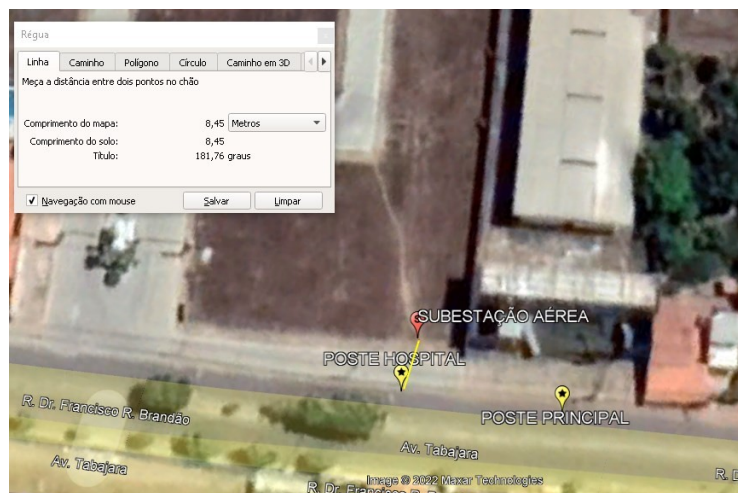 Régua
Linha Caminho Polígono Círculo Caminho em 3D
Meça a distância entre dois pontos no chão
Comprimento do mapa: 8,45 Metros
Comprimento do solo: 8,45
Título: 181,76 graus
Navegação com mouse Salvar Limpar
SUBESTAÇÃO AÉREA
POSTE HOSPITAL
POSTE PRINCIPAL
R. Dr. Francisco R. Brandão
Av. Tabajara
Av. Tabajara
Image © 2022 Maxar Technologies
R. Dr. Francisco R.